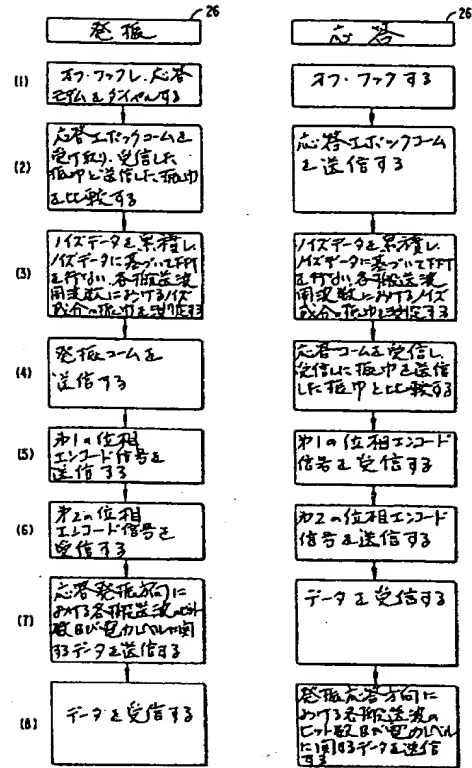 26
発振
(1)
オフ・フックし、応答
モデムをダイヤルする
(2)
応答エポックコームを
受け取り、受信した
振巾と送信した振巾
を比較する
(3)
ノイズデータを累積し、
ノイズデータに基づいてFFT
を行ない、各搬送波
周波数におけるノイズ
成分の振巾を決定する
(4)
発振コームを
送信する
(5)
第1の位相
エンコード信号を
送信する
(6)
第2の位相
エンコード信号を
受信する
(7)
応答発振方向に
おける各搬送波のビット
数及び電力レベルに関
するデータを送信する
(8)
データを受信する
26
応答
オフ・フックする
応答エポックコーム
を送信する
ノイズデータを累積し、
ノイズデータに基づいてFFT
を行ない、各搬送波
周波数におけるノイズ
成分の振巾を決定する
応答コームを受信し、
受信した振巾を送信
した振巾と比較する
第1の位相エンコード
信号を受信する
第2の位相エンコード
信号を送信する
データを受信する
発振応答方向に
おける各搬送波の
ビット数及び電力レベル
に関するデータを送信
する